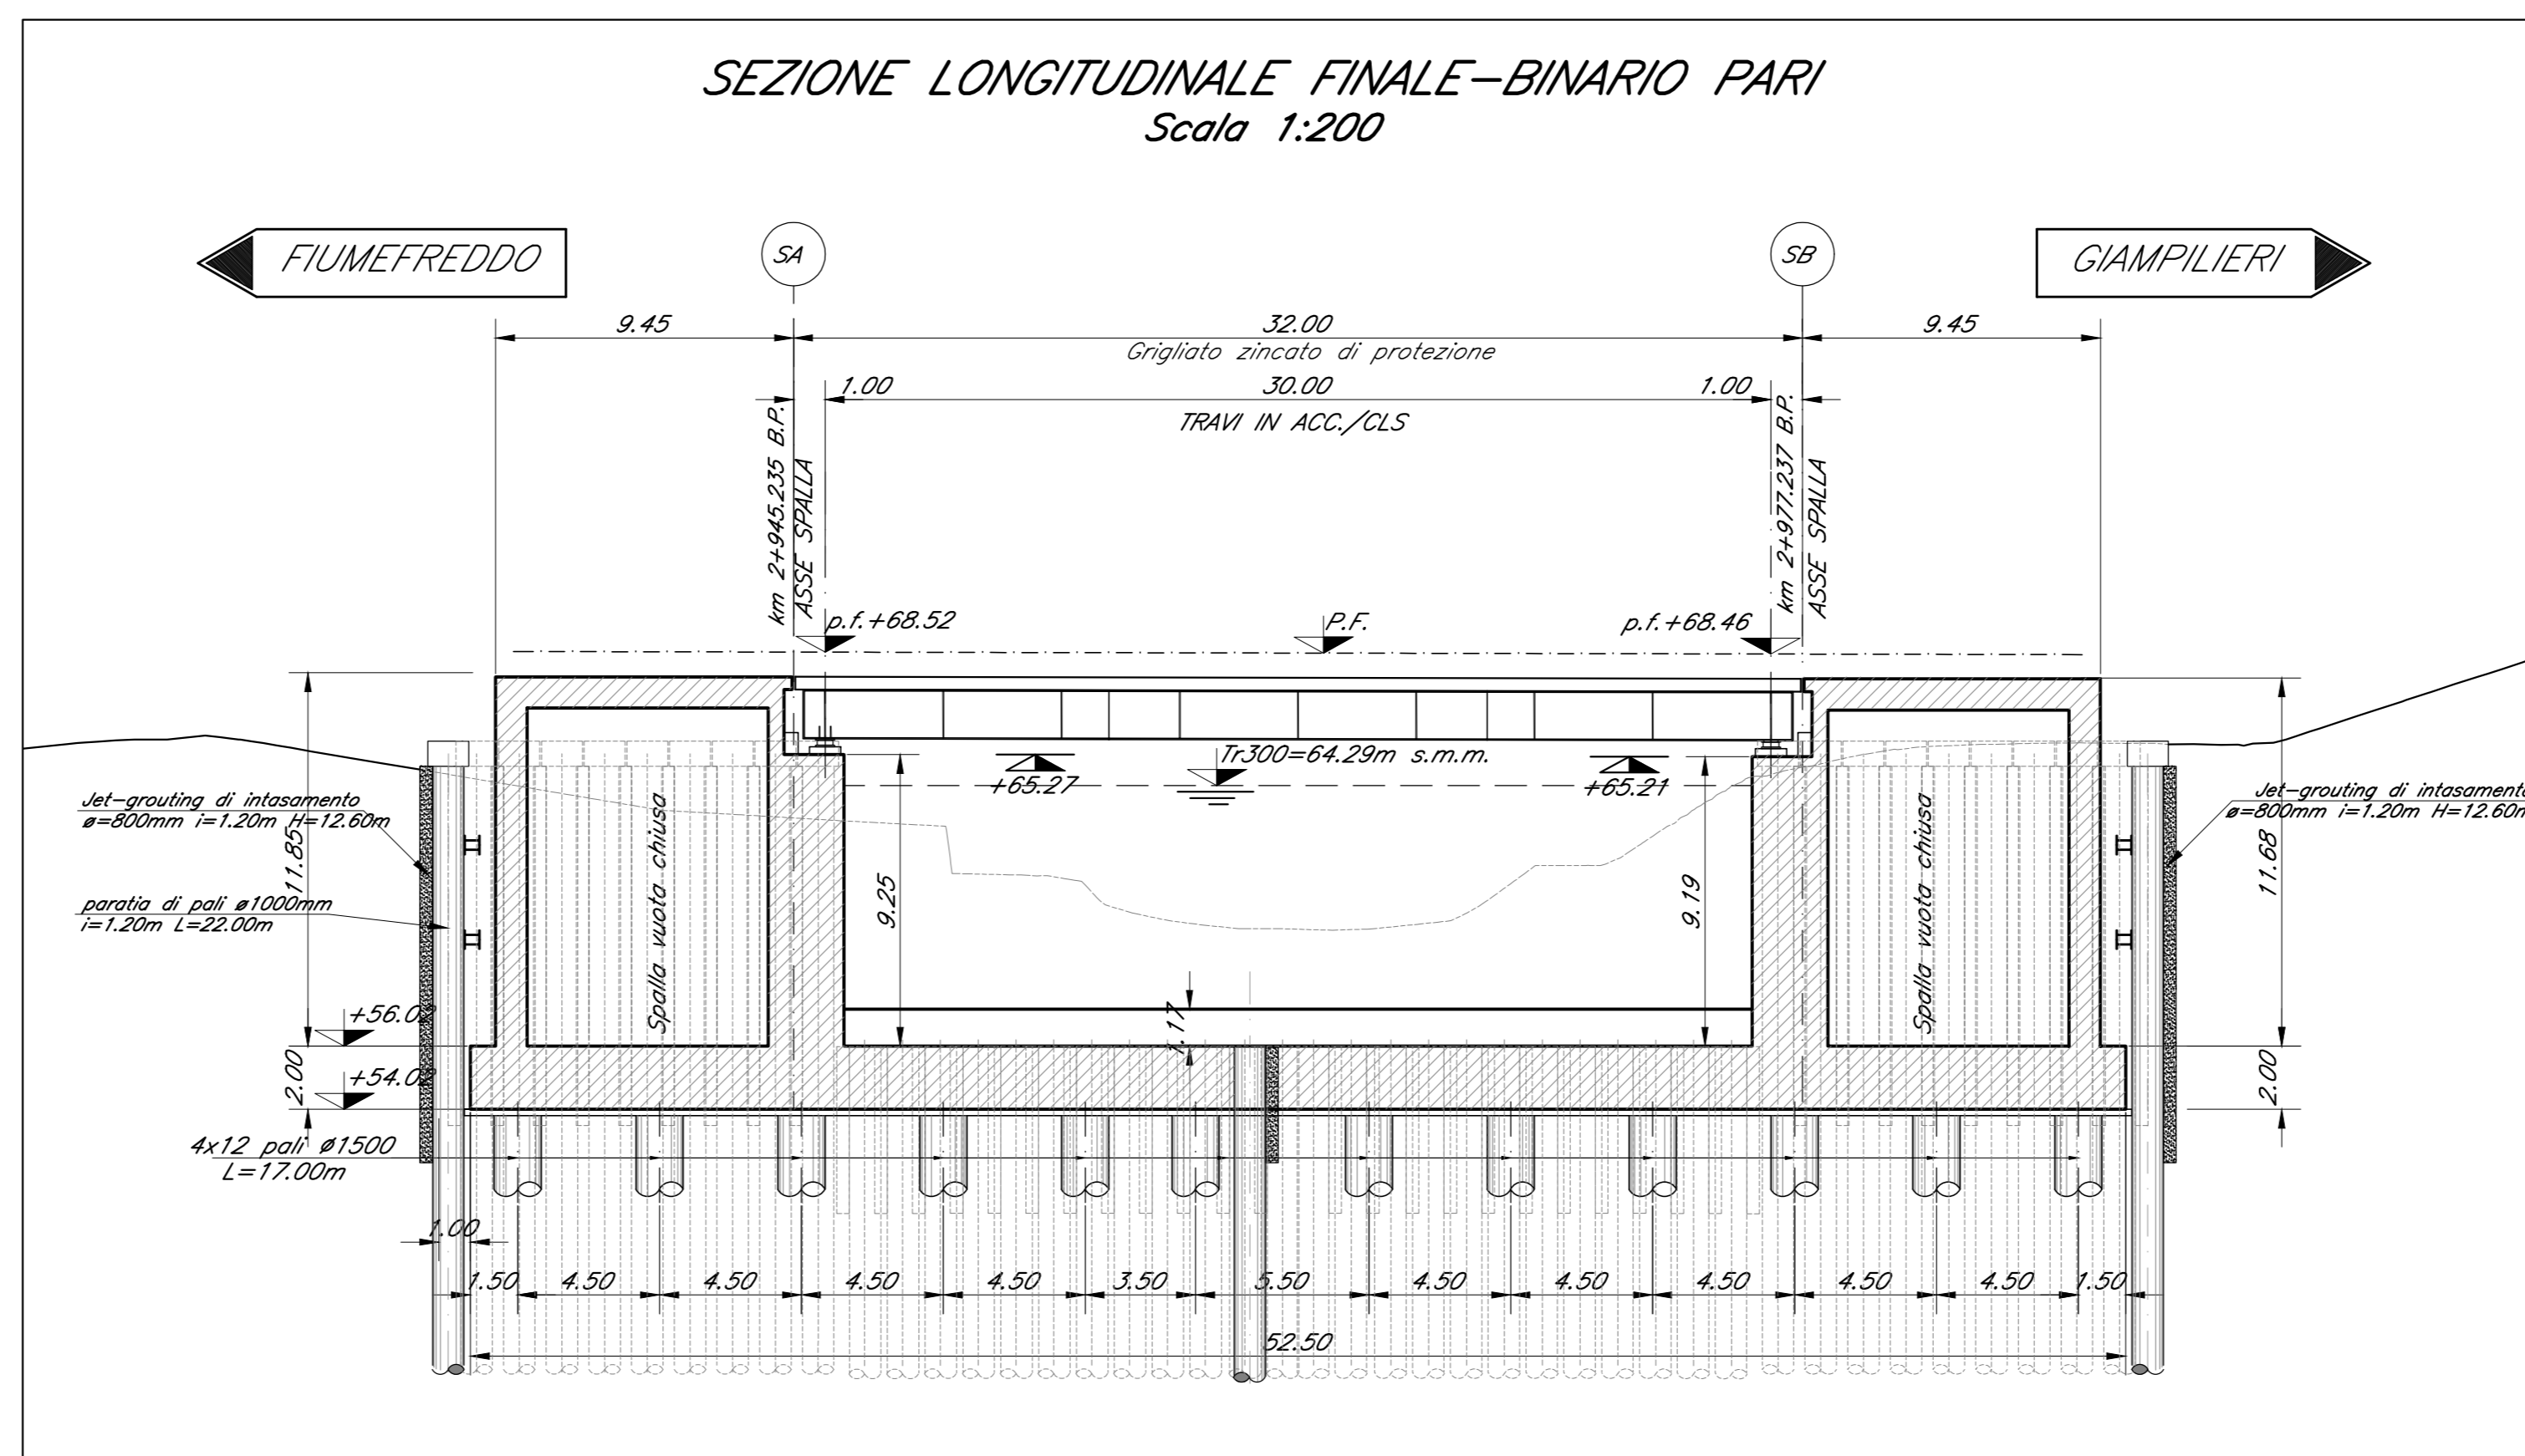 SEZIONE LONGITUDINALE FINALE-BINARIO PARI
Scala 1:200
FIUMEFREDDO
SA
SB
GIAMPILIERI
9.45
32.00
9.45
Grigliato zincato di protezione
1.00
30.00
1.00
TRAVI IN ACC./CLS
km 2+945.235 B.P.
ASSE SPALLA
km 2+977.237 B.P.
ASSE SPALLA
p.f.+68.52
P.F.
p.f.+68.46
Tr300=64.29m s.m.m.
+65.27
+65.21
Jet-grouting di intasamento
ø=800mm i=1.20m H=12.60m
Jet-grouting di intasamento
ø=800mm i=1.20m H=12.60m
11.85
Spalla vuota chiusa
9.25
9.19
Spalla vuota chiusa
11.68
paratia di pali ø1000mm
i=1.20m L=22.00m
+56.02
1.17
2.00
+54.02
2.00
4x12 pali ø1500
L=17.00m
1.00
1.50
4.50
4.50
4.50
4.50
3.50
5.50
4.50
4.50
4.50
4.50
4.50
1.50
52.50